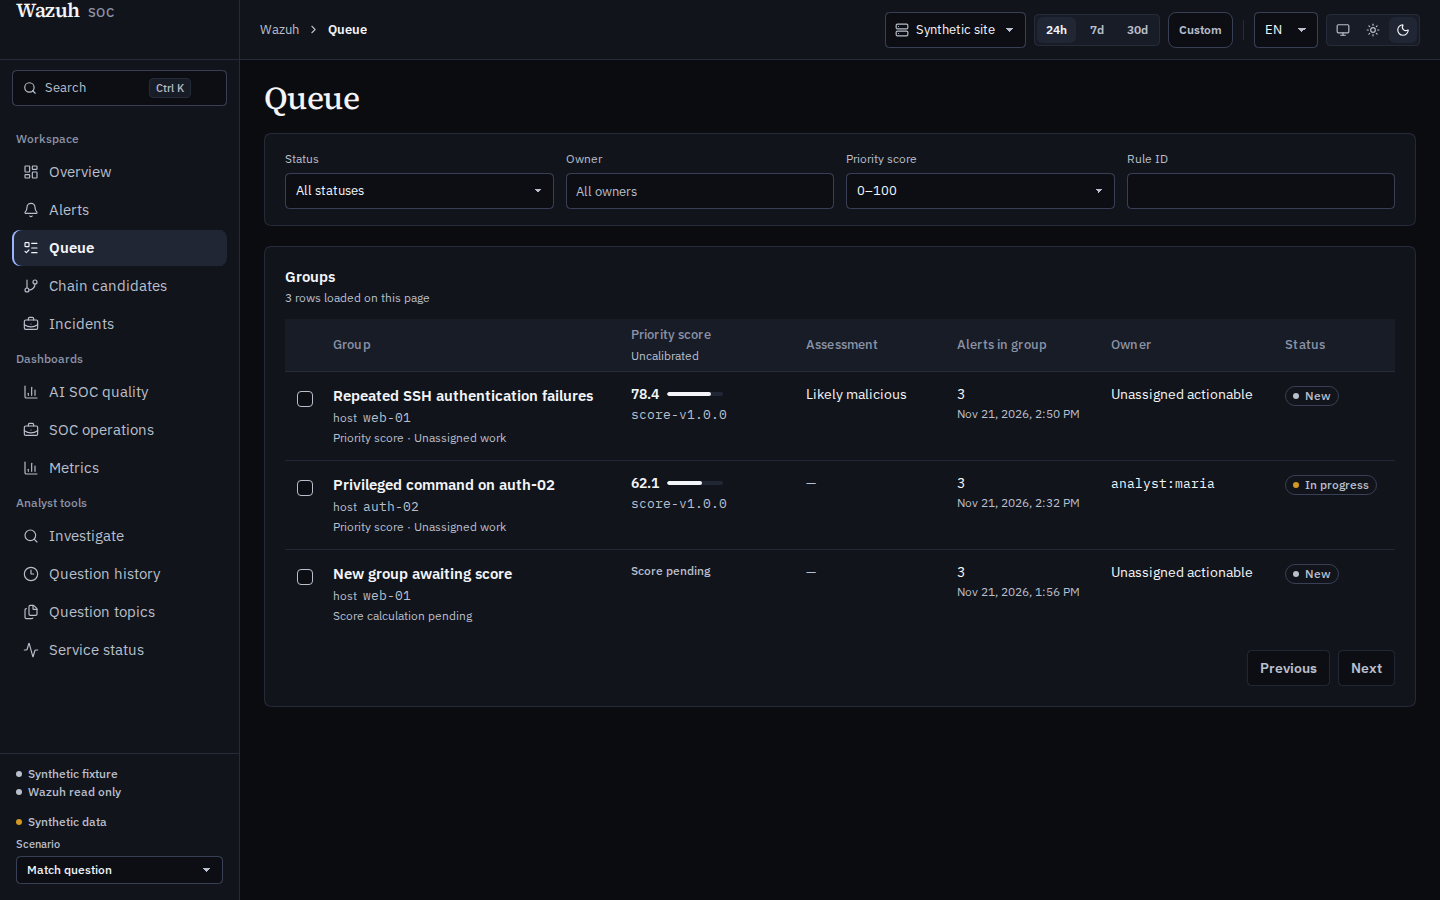 Wazuh soc
Wazuh > Queue
Synthetic site
24h 7d 30d
Custom
EN
Search Ctrl K
Workspace
Overview
Alerts
Queue
Chain candidates
Incidents
Dashboards
AI SOC quality
SOC operations
Metrics
Analyst tools
Investigate
Question history
Question topics
Service status
Synthetic fixture
Wazuh read only
Synthetic data
Scenario
Match question
Queue
Status Owner Priority score Rule ID
All statuses All owners 0–100
Groups
3 rows loaded on this page
Group Priority score Assessment Alerts in group Owner Status
Uncalibrated
Repeated SSH authentication failures 78.4 Likely malicious 3 Unassigned actionable New
host web-01 score-v1.0.0 Nov 21, 2026, 2:50 PM
Priority score · Unassigned work
Privileged command on auth-02 62.1 — 3 analyst:maria In progress
host auth-02 score-v1.0.0 Nov 21, 2026, 2:32 PM
Priority score · Unassigned work
New group awaiting score Score pending — 3 Unassigned actionable New
host web-01 Nov 21, 2026, 1:56 PM
Score calculation pending
Previous Next